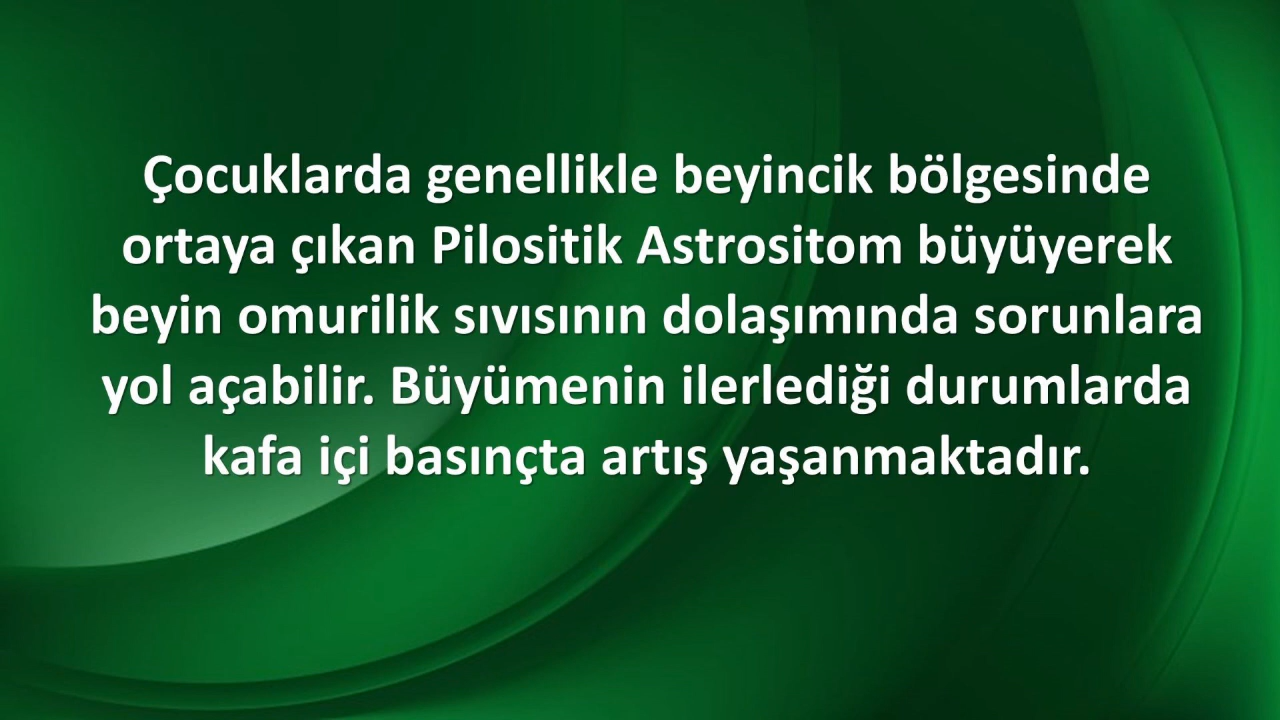 Çocuklarda genellikle beyincik bölgesinde
ortaya çıkan Pilositik Astrositom büyüyerek
beyin omurilik sıvısının dolaşımında sorunlara
yol açabilir. Büyümenin ilerlediği durumlarda
kafa içi basınçta artış yaşanmaktadır.